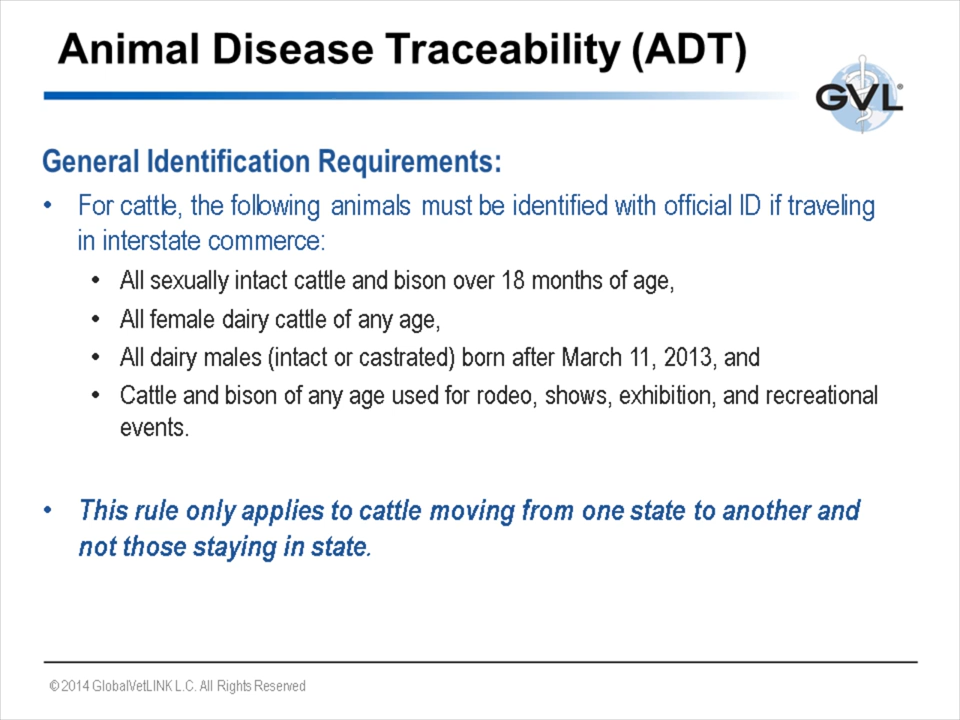 Animal Disease Traceability (ADT)
GVL®
General Identification Requirements:
• For cattle, the following animals must be identified with official ID if traveling
in interstate commerce:
• All sexually intact cattle and bison over 18 months of age,
• All female dairy cattle of any age,
• All dairy males (intact or castrated) born after March 11, 2013, and
• Cattle and bison of any age used for rodeo, shows, exhibition, and recreational
events.
• This rule only applies to cattle moving from one state to another and
not those staying in state.
© 2014 GlobalVetLINK L.C. All Rights Reserved